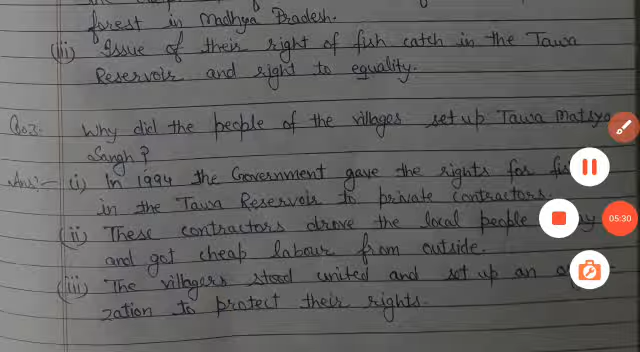 forest in Madhya Pradesh.
(iii) Issue of their right of fish catch in the Tawa
Reservoir and right to equality.
Why did the people of the villages set up Tawa Matsya
Sangh?
Ans:- (i) In 1994 the Government gave the rights for
in the Tawa Reservoir to private contractors.
(ii) These contractors drove the local people
and got cheap labour from outside.
(iii) The villagers stood united and set up an
zation to protect their rights.
05:30